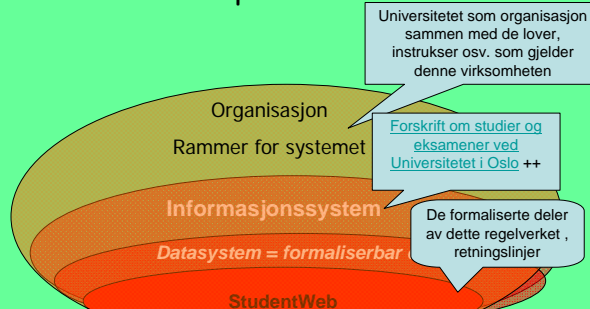 Universitetet som organisasjon
sammen med de lover,
instrukser osv. som gjelder
denne virksomheten
Organisasjon
Rammer for systemet
Forskrift om studier og
eksamener ved
Universitetet i Oslo ++
Informasjonssystem
De formaliserte deler
av dette regelverket ,
retningslinjer
Datasystem = formaliserbar
StudentWeb